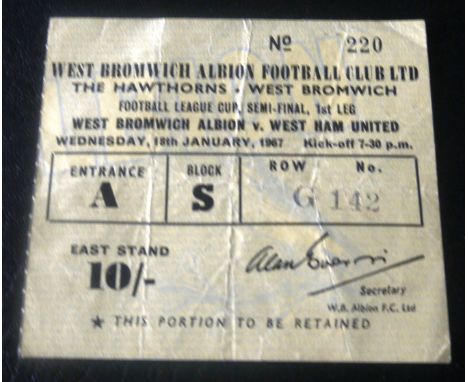 No 220
WEST BROMWICH ALBION FOOTBALL CLUB LTD
THE HAWTHORNS · WEST BROMWICH
FOOTBALL LEAGUE CUP, SEMI-FINAL, 1st LEG
WEST BROMWICH ALBION v. WEST HAM UNITED
WEDNESDAY, 18th JANUARY, 1967 Kick-off 7-30 p.m.
ENTRANCE BLOCK ROW No.
A S G 142
EAST STAND
10/-
Alan Everiss
Secretary
W.B. Albion F.C. Ltd
★ THIS PORTION TO BE RETAINED